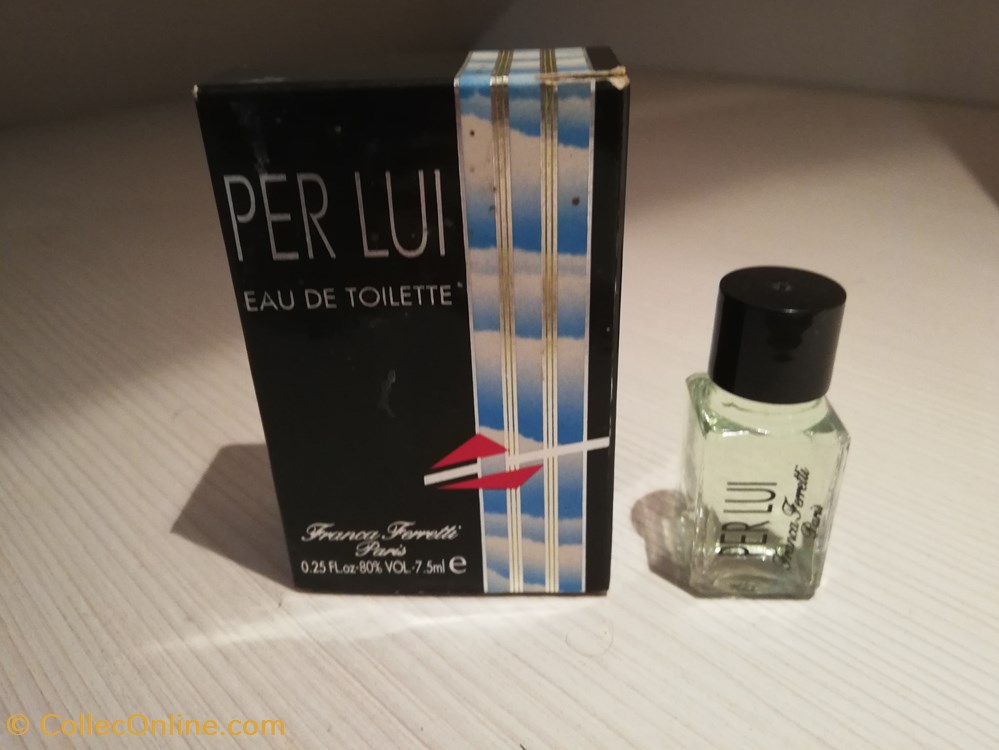 PER LUI
EAU DE TOILETTE
Franca Ferretti
Paris
0.25 FL.oz-80% VOL.-7.5ml e
PER LUI
Franca Ferretti
Paris
© CollecOnline.com